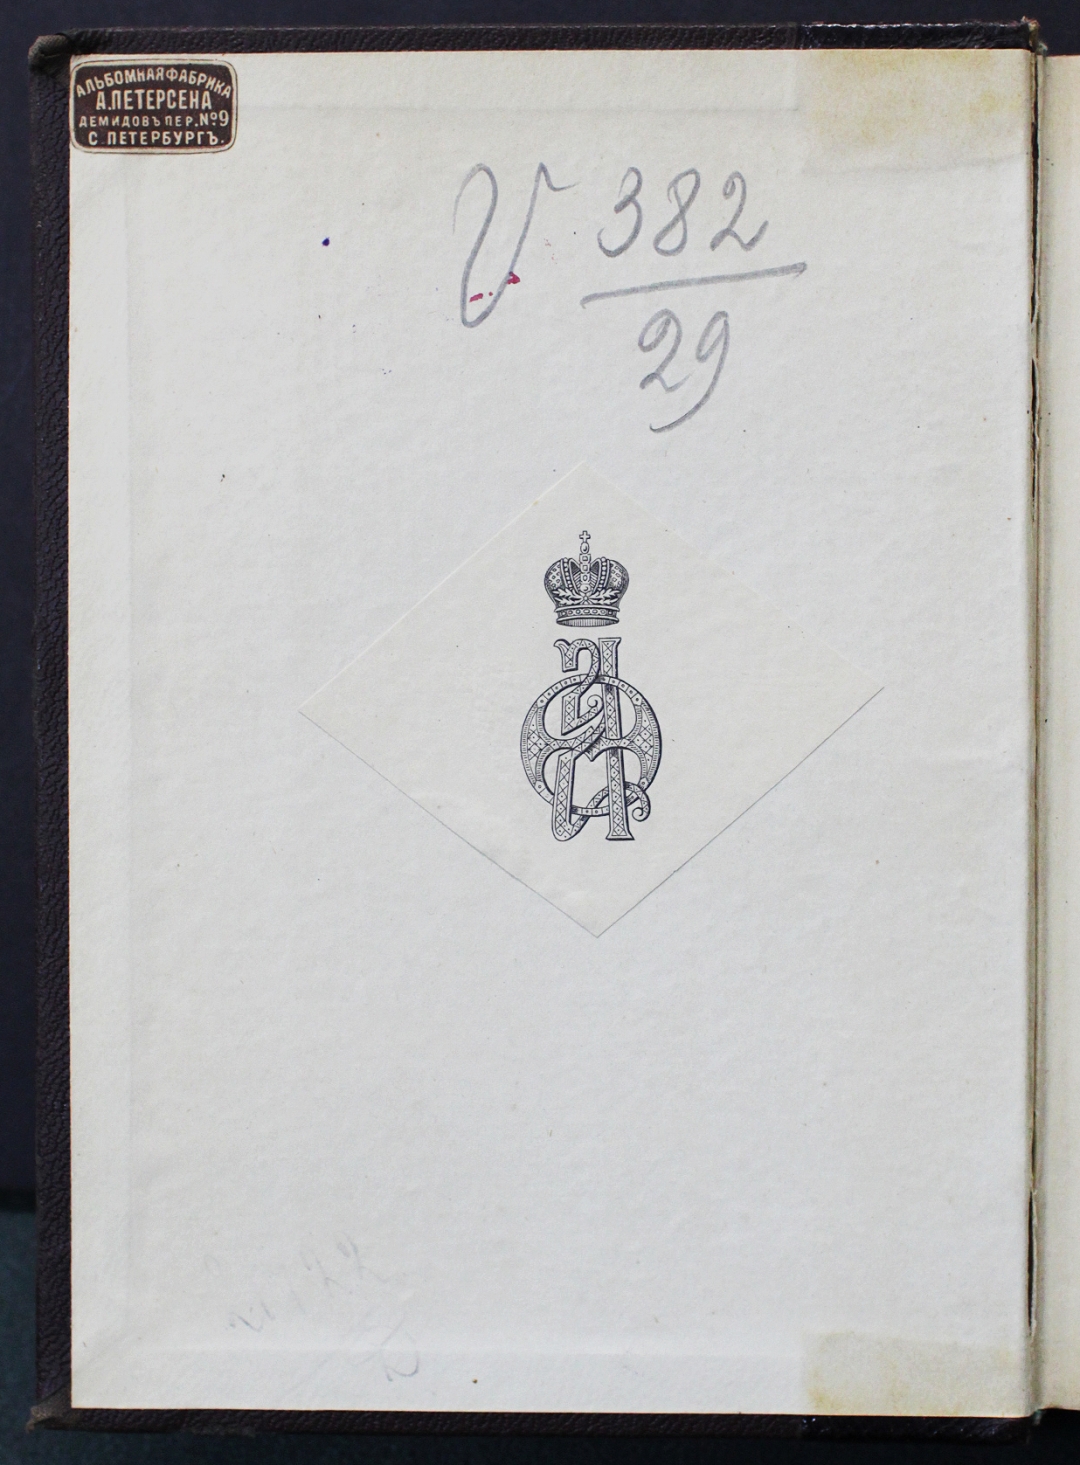 АЛЬБОМНАЯ ФАБРИКА
А.ПЕТЕРСЕНА
ДЕМИДОВЪ ПЕР. №9
С. ПЕТЕРБУРГЪ.
V 382
29